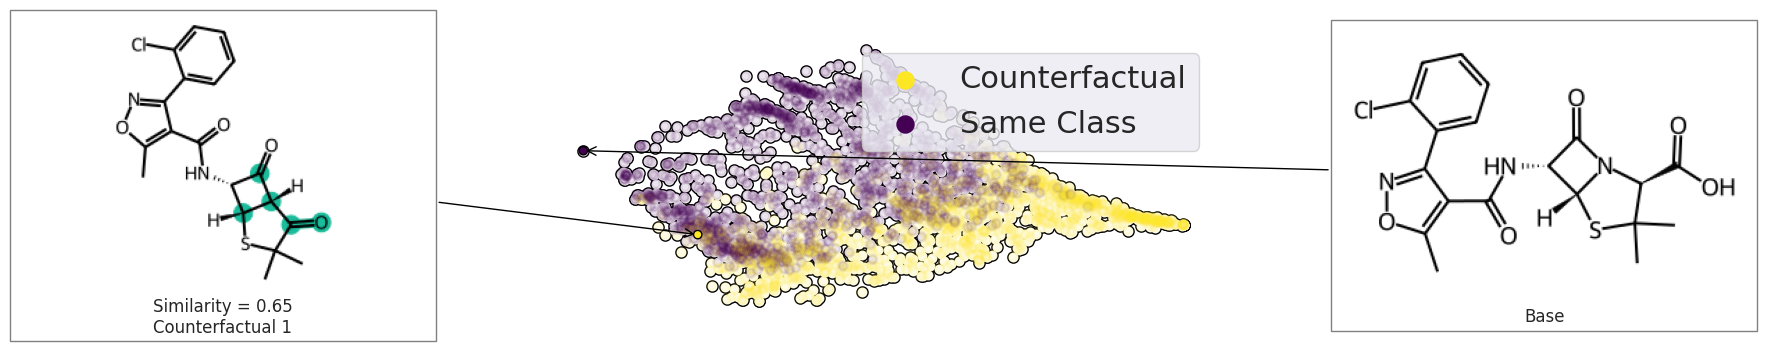 Cl
N
O
O
HN
O
H
H
O
S
Similarity = 0.65
Counterfactual 1
Counterfactual
Same Class
Cl
O
O
HN
N
N
OH
O
H
O
S
Base